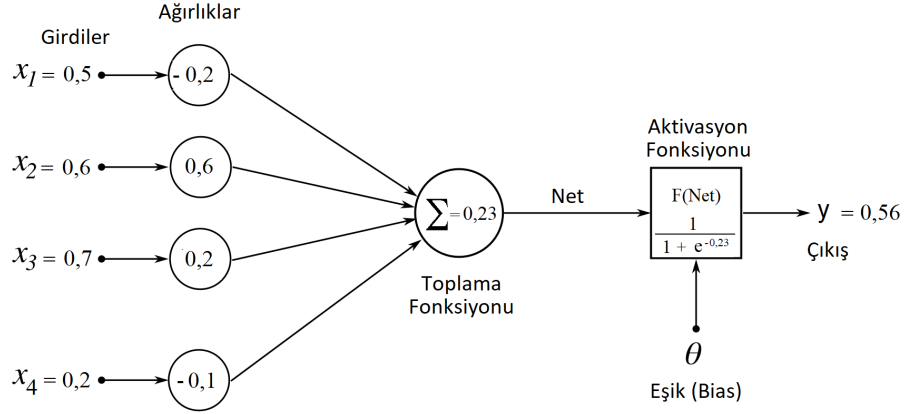 Girdiler
Ağırlıklar
x1 = 0,5
- 0,2
x2 = 0,6
0,6
x3 = 0,7
0,2
x4 = 0,2
- 0,1
Σ = 0,23
Toplama
Fonksiyonu
Net
Aktivasyon
Fonksiyonu
F(Net)
1
1 + e-0,23
θ
Eşik (Bias)
y = 0,56
Çıkış